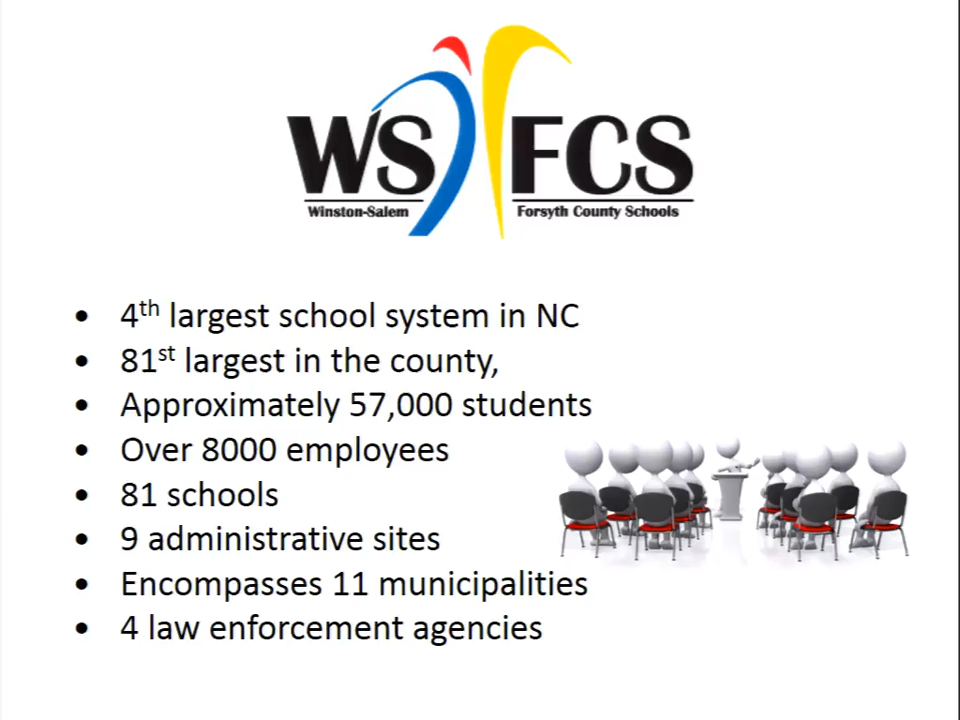 WS FCS
Winston-Salem Forsyth County Schools
• 4th largest school system in NC
• 81st largest in the county,
• Approximately 57,000 students
• Over 8000 employees
• 81 schools
• 9 administrative sites
• Encompasses 11 municipalities
• 4 law enforcement agencies